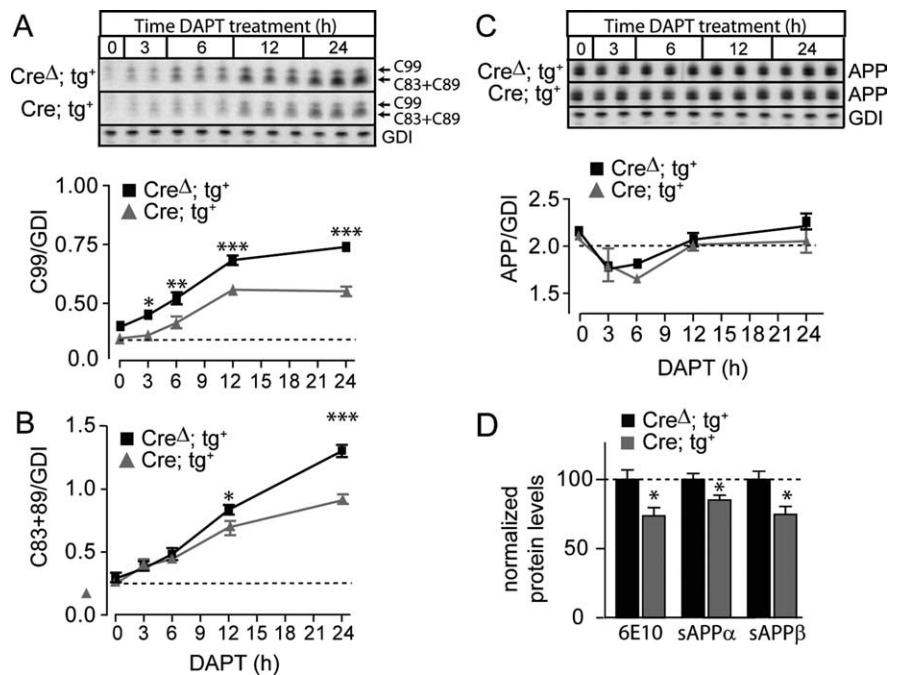 A
Time DAPT treatment (h)
0 3 6 12 24
CreΔ; tg+
C99
C83+C89
Cre; tg+
C99
C83+C89
GDI
CreΔ; tg+
Cre; tg+
C99/GDI
1.00
0.75
0.50
0.0
*
**
***
***
0 3 6 9 12 15 18 21 24
B
CreΔ; tg+
Cre; tg+
C83+89/GDI
1.5
1.0
0.5
0.0
*
***
0 3 6 9 12 15 18 21 24
DAPT (h)
C
Time DAPT treatment (h)
0 3 6 12 24
CreΔ; tg+ APP
Cre; tg+ APP
GDI
CreΔ; tg+
Cre; tg+
APP/GDI
2.5
2.0
1.5
0 3 6 9 12 15 18 21 24
DAPT (h)
D
CreΔ; tg+
Cre; tg+
normalized
protein levels
100
50
0
* * *
6E10 sAPPα sAPPβ